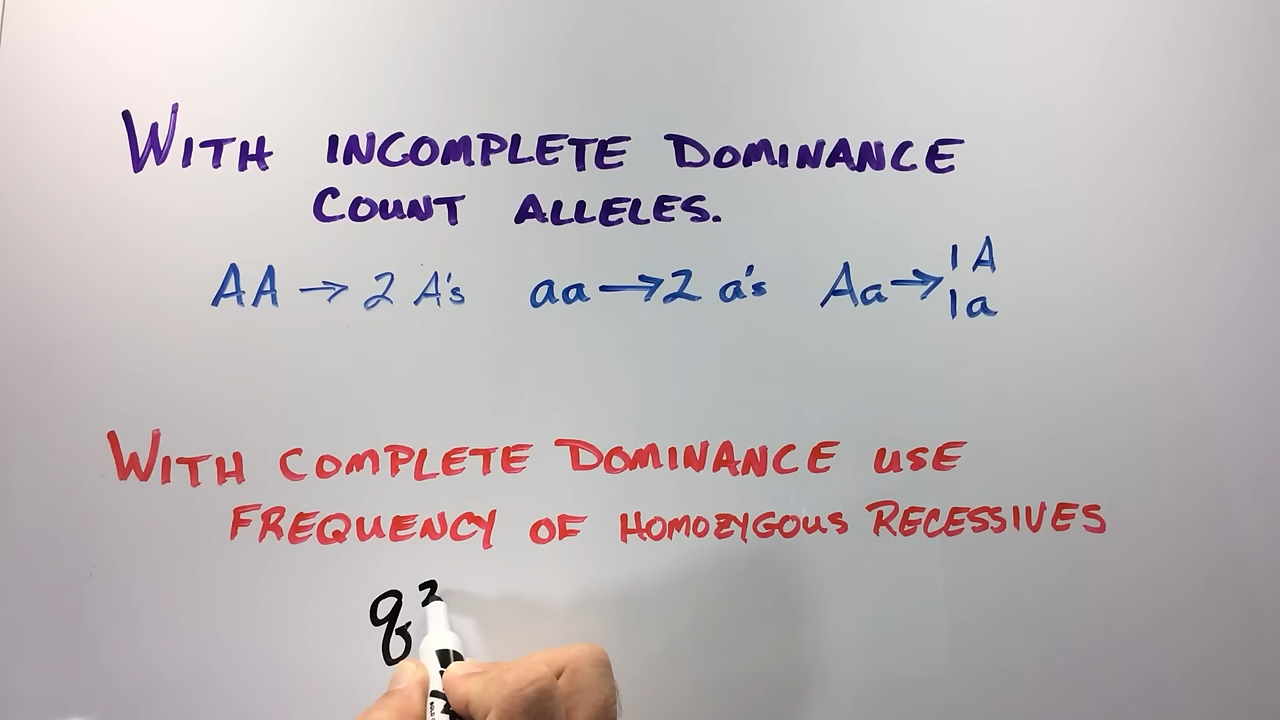 WITH INCOMPLETE DOMINANCE
COUNT ALLELES.
AA → 2 A's aa → 2 a's Aa → 1 A
1 a
WITH COMPLETE DOMINANCE USE
FREQUENCY OF HOMOZYGOUS RECESSIVES
q²